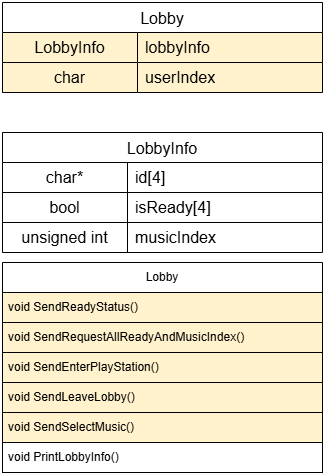 Lobby
LobbyInfo lobbyInfo
char userIndex
LobbyInfo
char* id[4]
bool isReady[4]
unsigned int musicIndex
Lobby
void SendReadyStatus()
void SendRequestAllReadyAndMusicIndex()
void SendEnterPlayStation()
void SendLeaveLobby()
void SendSelectMusic()
void PrintLobbyInfo()